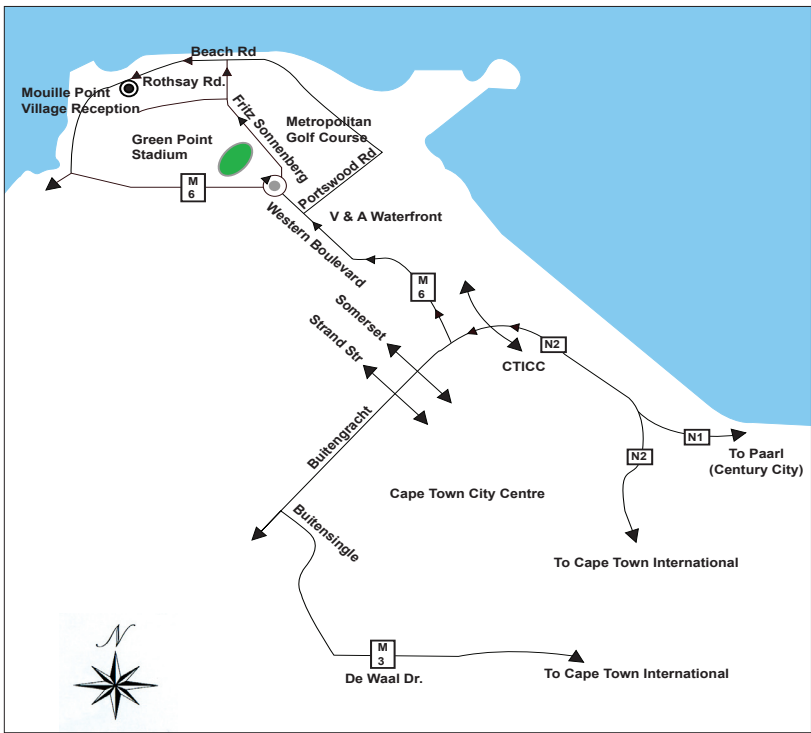 Beach Rd
Rothsay Rd.
Mouille Point
Village Reception
Fritz Sonnenberg
Metropolitan
Golf Course
Green Point
Stadium
M
6
Portswood Rd
V & A Waterfront
Western Boulevard
M
6
Somerset
Strand Str
N2
CTICC
Buitengracht
N1
N2
To Paarl
(Century City)
Cape Town City Centre
Buitensingle
To Cape Town International
N
M
3
De Waal Dr.
To Cape Town International